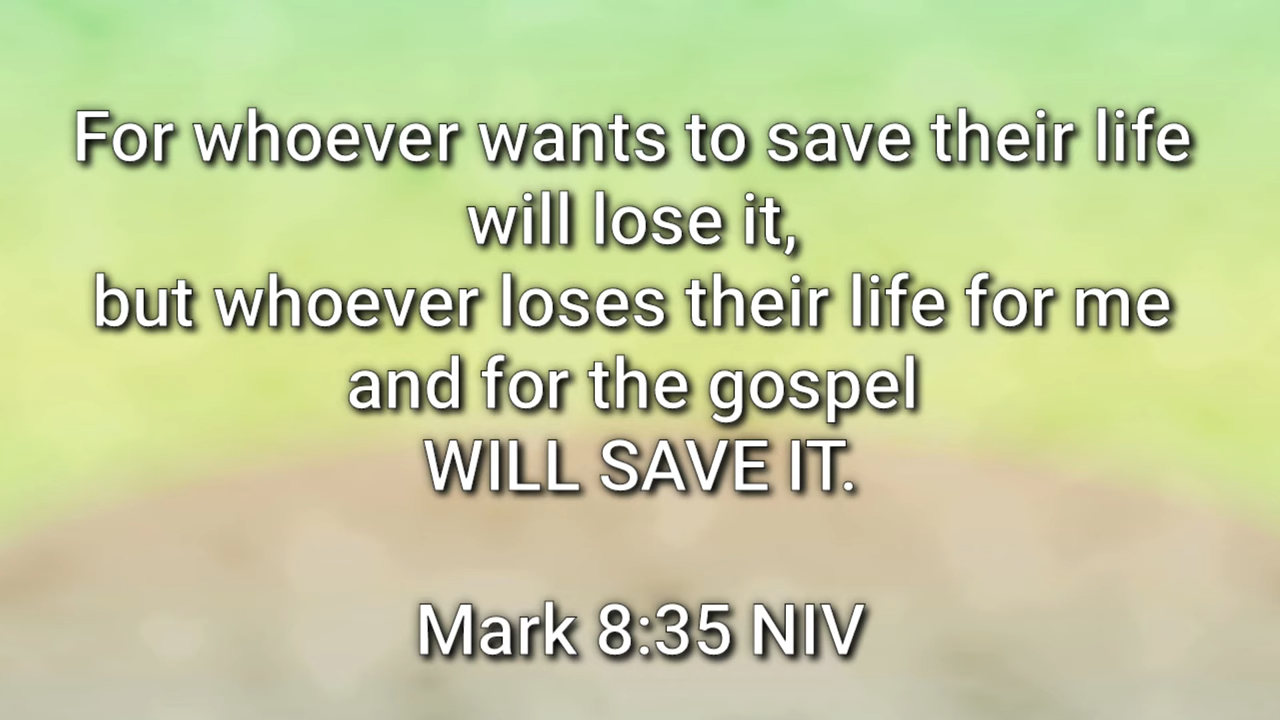 For whoever wants to save their life
will lose it,
but whoever loses their life for me
and for the gospel
WILL SAVE IT.
Mark 8:35 NIV